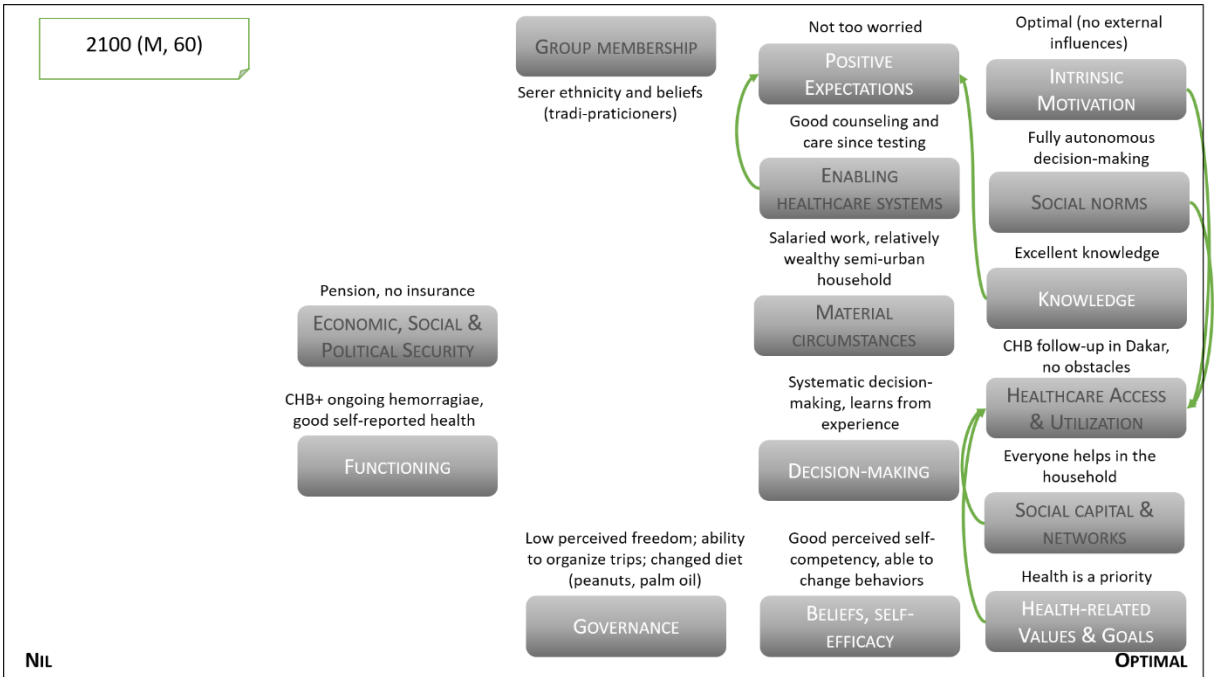 2100 (M, 60)
GROUP MEMBERSHIP
Serer ethnicity and beliefs
(tradi-praticioners)
Pension, no insurance
ECONOMIC, SOCIAL &
POLITICAL SECURITY
CHB+ ongoing hemorragiae,
good self-reported health
FUNCTIONING
Low perceived freedom; ability
to organize trips; changed diet
(peanuts, palm oil)
GOVERNANCE
Not too worried
POSITIVE
EXPECTATIONS
Good counseling and
care since testing
ENABLING
HEALTHCARE SYSTEMS
Salaried work, relatively
wealthy semi-urban
household
MATERIAL
CIRCUMSTANCES
Systematic decision-
making, learns from
experience
DECISION-MAKING
Good perceived self-
competency, able to
change behaviors
BELIEFS, SELF-
EFFICACY
Optimal (no external
influences)
INTRINSIC
MOTIVATION
Fully autonomous
decision-making
SOCIAL NORMS
Excellent knowledge
KNOWLEDGE
CHB follow-up in Dakar,
no obstacles
HEALTHCARE ACCESS
& UTILIZATION
Everyone helps in the
household
SOCIAL CAPITAL &
NETWORKS
Health is a priority
HEALTH-RELATED
VALUES & GOALS
NIL
OPTIMAL